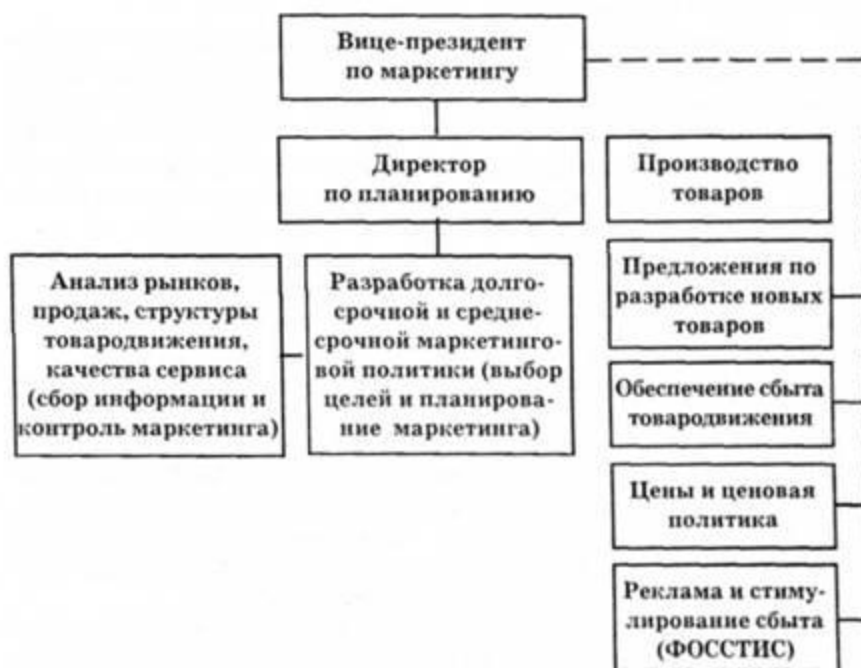 Вице-президент
по маркетингу
Директор
по планированию
Производство
товаров
Анализ рынков,
продаж, структуры
товародвижения,
качества сервиса
(сбор информации и
контроль маркетинга)
Разработка долго-
срочной и средне-
срочной маркетинго-
вой политики (выбор
целей и планирова-
ние маркетинга)
Предложения по
разработке новых
товаров
Обеспечение сбыта
товародвижения
Цены и ценовая
политика
Реклама и стиму-
лирование сбыта
(ФОССТИС)